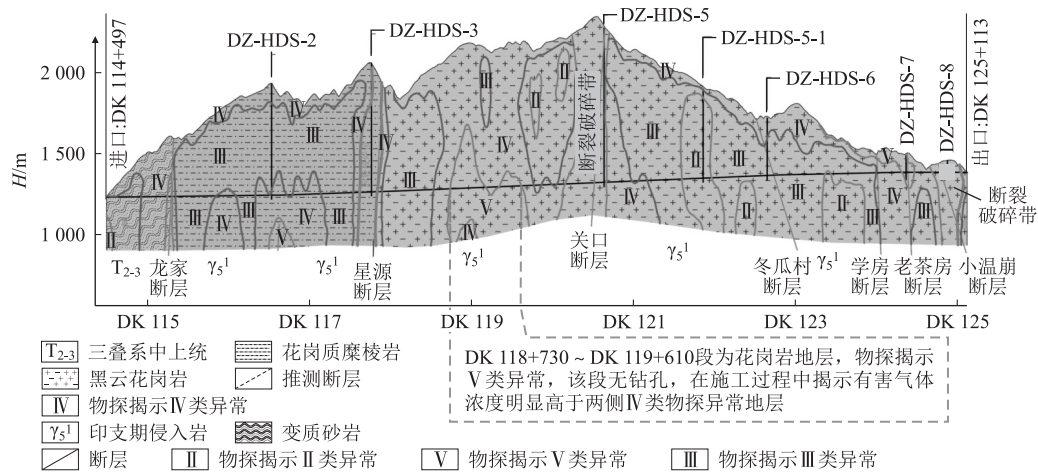 进口:DK 114+497
DZ-HDS-2
DZ-HDS-3
DZ-HDS-5
DZ-HDS-5-1
DZ-HDS-6
DZ-HDS-7
DZ-HDS-8
出口:DK 125+113
H/m
2 000
1 500
1 000
Ⅳ
Ⅳ
Ⅲ
Ⅳ
Ⅲ
Ⅳ
Ⅳ
Ⅲ
Ⅲ
Ⅱ
Ⅱ
断裂破碎带
Ⅳ
Ⅲ
Ⅱ
Ⅲ
Ⅳ
Ⅴ
断裂
破碎带
Ⅱ
Ⅲ
Ⅳ
Ⅲ
Ⅴ
Ⅳ
Ⅲ
Ⅴ
Ⅳ
Ⅳ
Ⅱ
Ⅲ
Ⅱ
Ⅲ
Ⅳ
Ⅲ
T2-3
龙家
断层
γ5¹
γ5¹
星源
断层
γ5¹
关口
断层
γ5¹
冬瓜村
断层
γ5¹
学房
断层
老茶房
断层
小温崩
断层
DK 115
DK 117
DK 119
DK 121
DK 123
DK 125
DK 118+730 ~ DK 119+610段为花岗岩地层，物探揭示
Ⅴ类异常，该段无钻孔，在施工过程中揭示有害气体
浓度明显高于两侧Ⅳ类物探异常地层
T2-3 三叠系中上统
花岗质糜棱岩
黑云花岗岩
推测断层
Ⅳ 物探揭示Ⅳ类异常
γ5¹ 印支期侵入岩
变质砂岩
断层
Ⅱ 物探揭示Ⅱ类异常
Ⅴ 物探揭示Ⅴ类异常
Ⅲ 物探揭示Ⅲ类异常